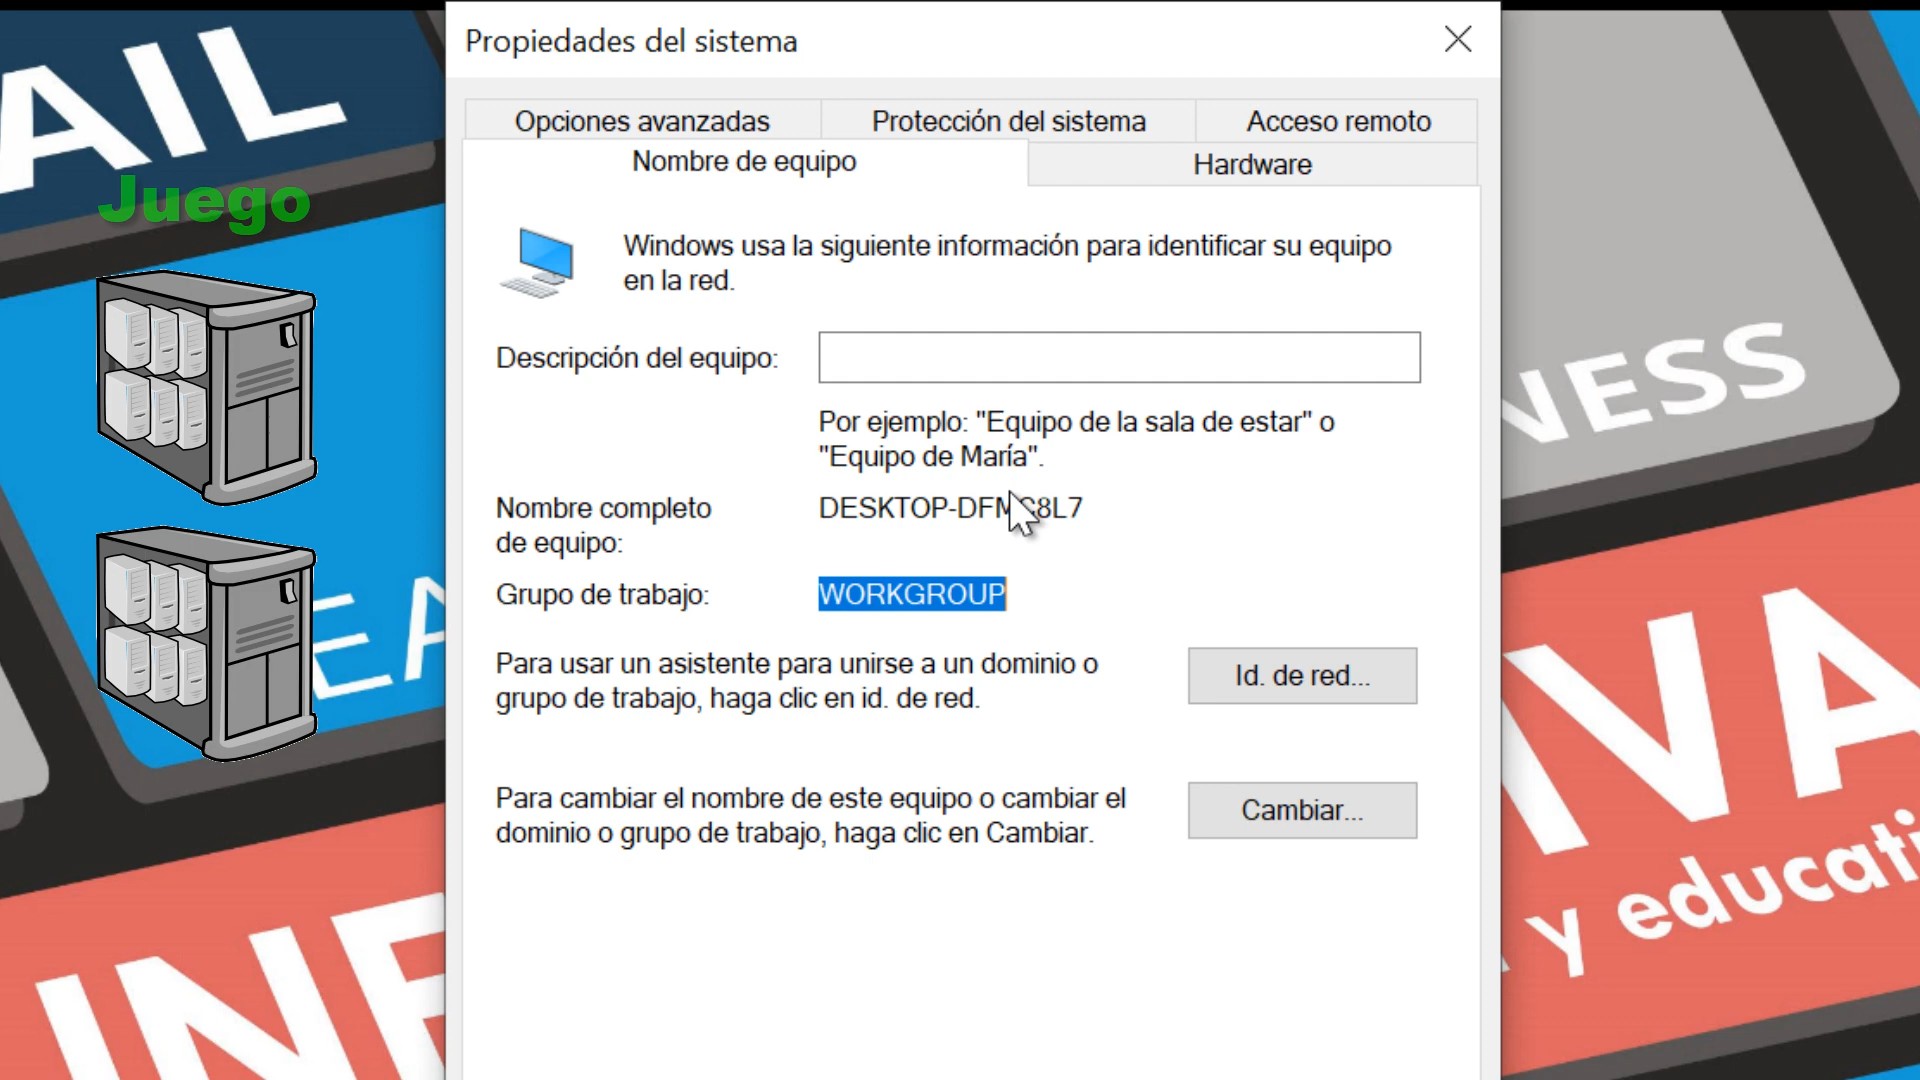 AIL
Propiedades del sistema
Opciones avanzadas
Protección del sistema
Acceso remoto
Nombre de equipo
Hardware
Juego
Windows usa la siguiente información para identificar su equipo
en la red.
Descripción del equipo:
Por ejemplo: "Equipo de la sala de estar" o
"Equipo de María".
NESS
Nombre completo
de equipo:
Grupo de trabajo:
WORKGROUP
EA
Para usar un asistente para unirse a un dominio o
grupo de trabajo, haga clic en id. de red.
Id. de red...
IVA
Para cambiar el nombre de este equipo o cambiar el
dominio o grupo de trabajo, haga clic en Cambiar.
Cambiar...
y educati
INF